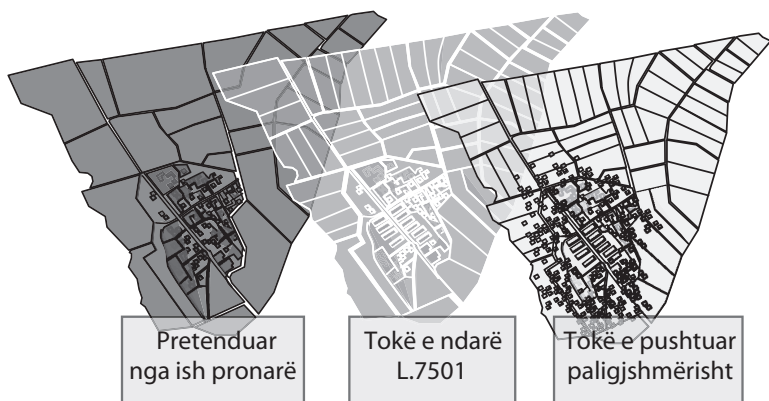 Pretenduar
nga ish pronarë
Tokë e ndarë
L.7501
Tokë e pushtuar
paligjshmërisht